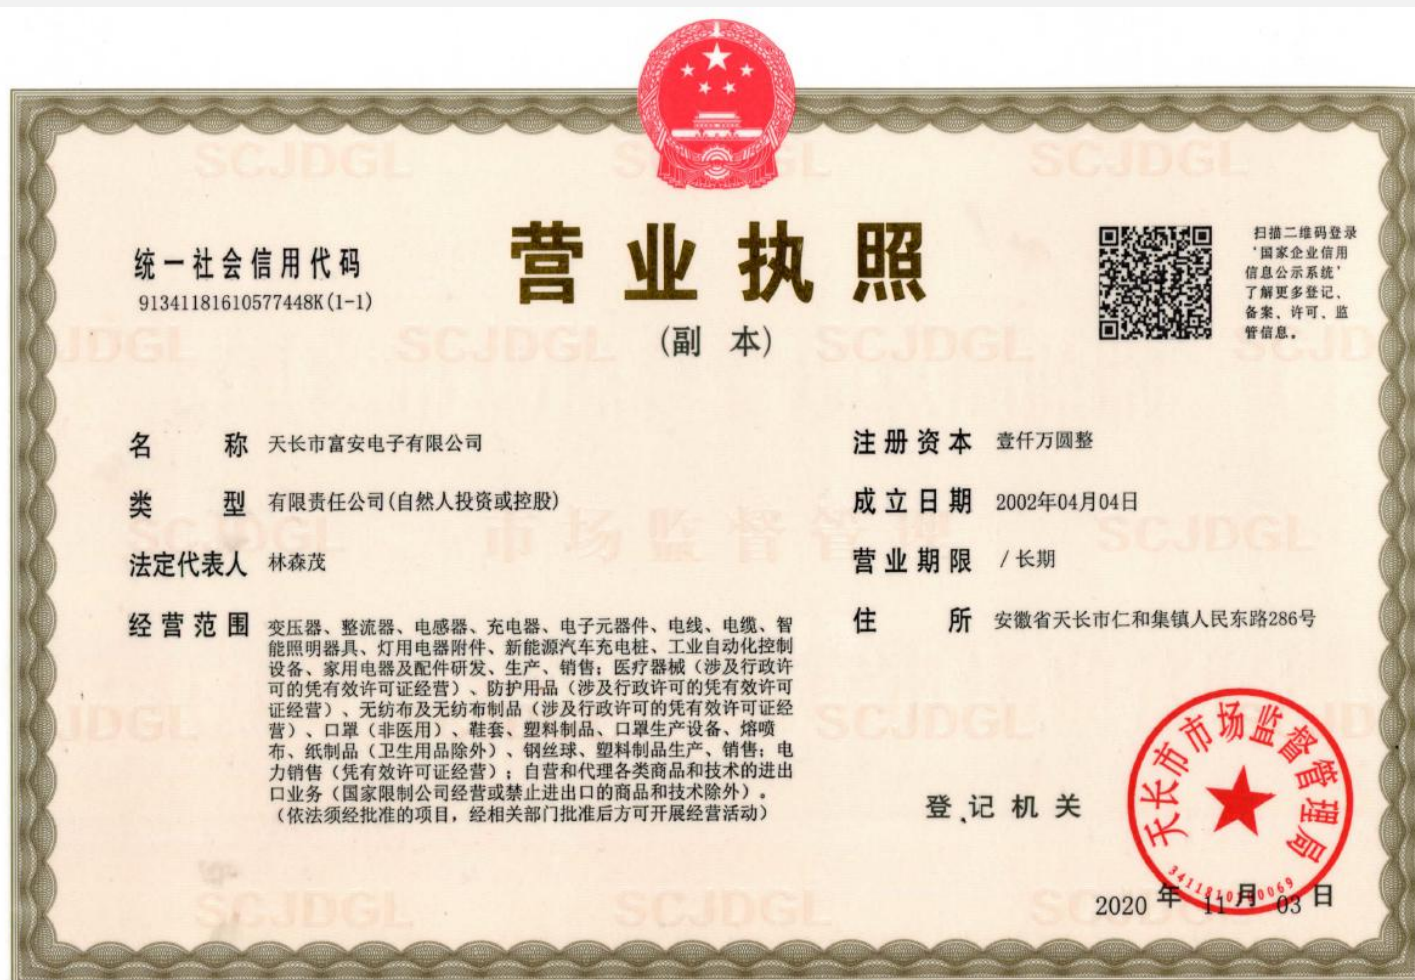 营业执照
(副 本)
统一社会信用代码
91341181610577448K(1-1)
扫描二维码登录
‘国家企业信用
信息公示系统’
了解更多登记、
备案、许可、监
管信息。
名 称 天长市富安电子有限公司
类 型 有限责任公司(自然人投资或控股)
法定代表人 林森茂
经营范围 变压器、整流器、电感器、充电器、电子元器件、电线、电缆、智
能照明器具、灯用电器附件、新能源汽车充电桩、工业自动化控制
设备、家用电器及配件研发、生产、销售；医疗器械（涉及行政许
可的凭有效许可证经营）、防护用品（涉及行政许可的凭有效许可
证经营）、无纺布及无纺布制品（涉及行政许可的凭有效许可证经
营）、口罩（非医用）、鞋套、塑料制品、口罩生产设备、熔喷
布、纸制品（卫生用品除外）、钢丝球、塑料制品生产、销售；电
力销售（凭有效许可证经营）；自营和代理各类商品和技术的进出
口业务（国家限制公司经营或禁止进出口的商品和技术除外）。
（依法须经批准的项目，经相关部门批准后方可开展经营活动）
注册资本 壹仟万圆整
成立日期 2002年04月04日
营业期限 / 长期
住 所 安徽省天长市仁和集镇人民东路286号
登记机关
天长市市场监督管理局
2020 年 11 月 03 日
SCJDGL
市场监督管理